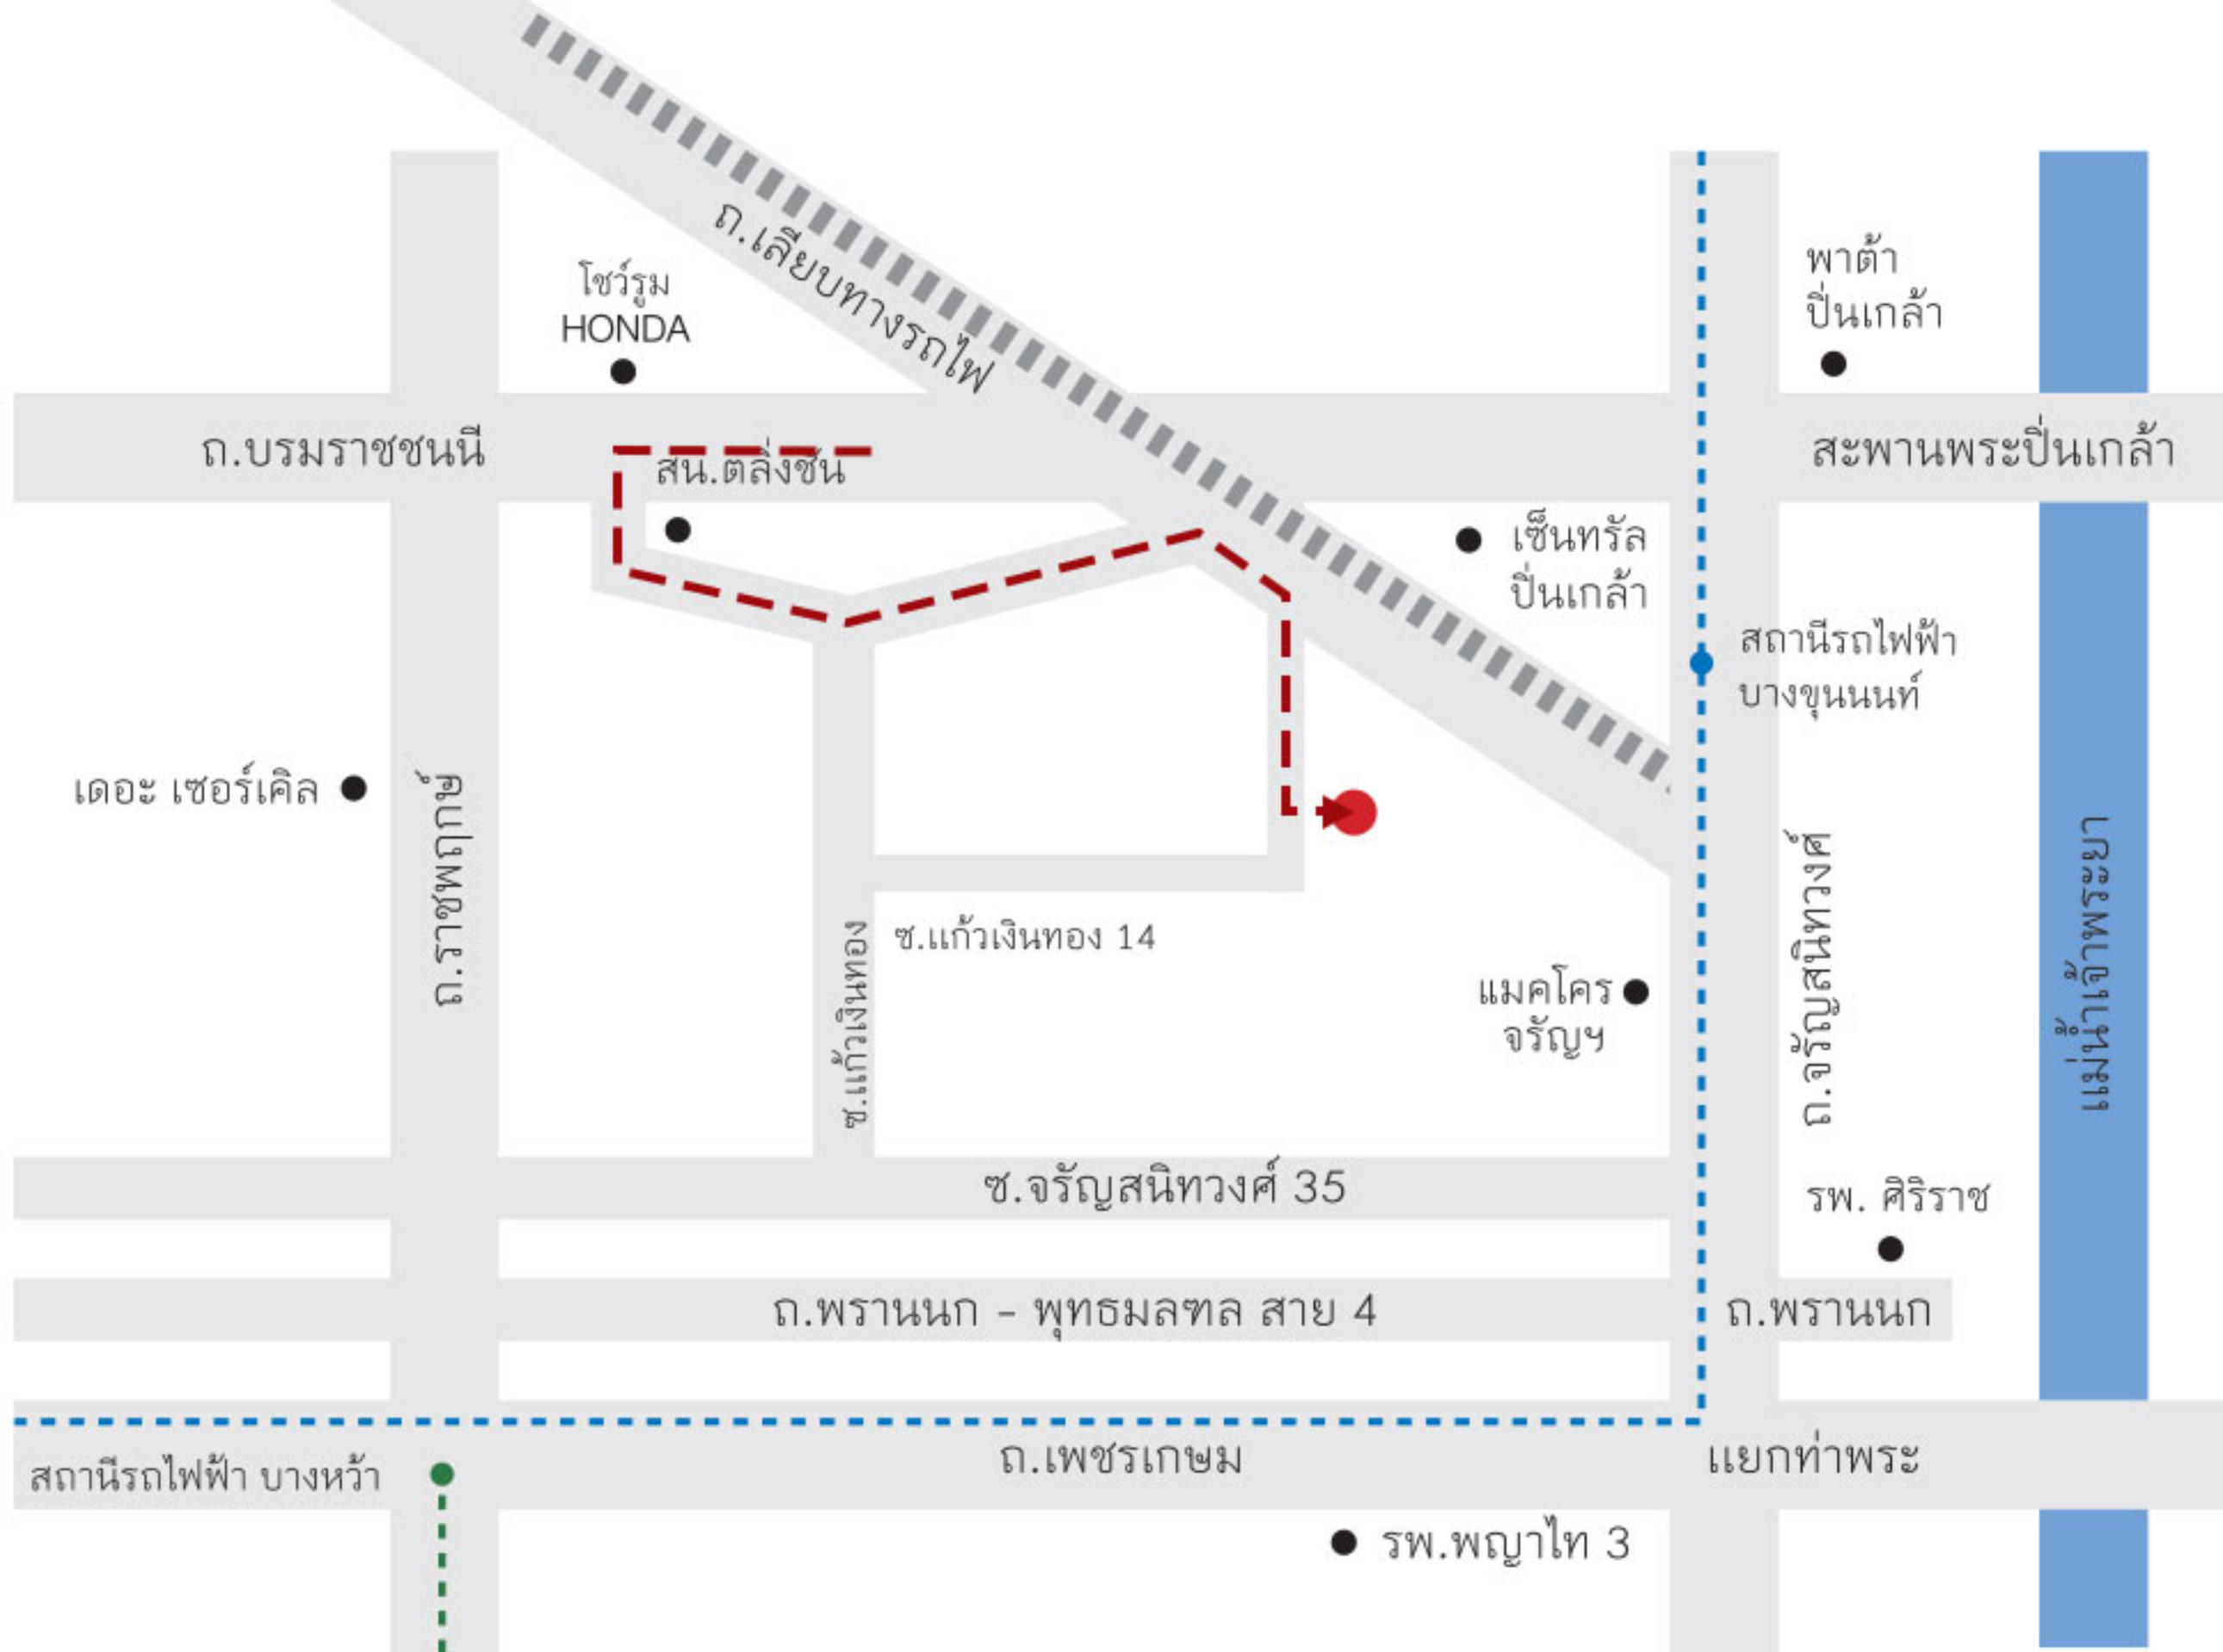 ถ.เลียบทางรถไฟ
โชว์รูม
HONDA
พาต้า
ปิ่นเกล้า
ถ.บรมราชชนนี
สน.ตลิ่งชัน
สะพานพระปิ่นเกล้า
เซ็นทรัล
ปิ่นเกล้า
สถานีรถไฟฟ้า
บางขุนนนท์
เดอะ เซอร์เคิล
ถ.ราชพฤกษ์
ซ.แก้วเงินทอง
ซ.แก้วเงินทอง 14
แมคโคร
จรัญฯ
ถ.จรัญสนิทวงศ์
แม่น้ำเจ้าพระยา
ซ.จรัญสนิทวงศ์ 35
รพ. ศิริราช
ถ.พรานนก - พุทธมลฑล สาย 4
ถ.พรานนก
สถานีรถไฟฟ้า บางหว้า
ถ.เพชรเกษม
แยกท่าพระ
รพ.พญาไท 3